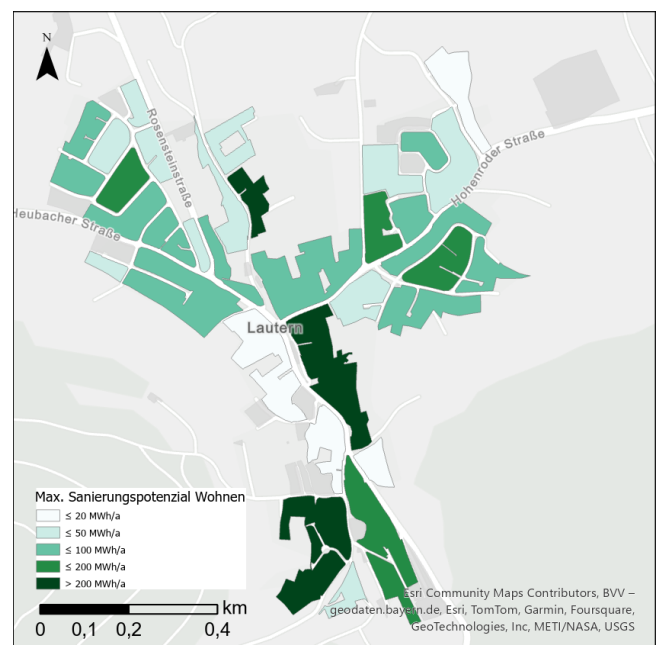 N
Rosensteinstraße
Hohenroder Straße
Heubacher Straße
Lautern
Max. Sanierungspotenzial Wohnen
≤ 20 MWh/a
≤ 50 MWh/a
≤ 100 MWh/a
≤ 200 MWh/a
> 200 MWh/a
km
0 0,1 0,2 0,4
Esri Community Maps Contributors, BVV –
geodaten.bayern.de, Esri, TomTom, Garmin, Foursquare,
GeoTechnologies, Inc, METI/NASA, USGS